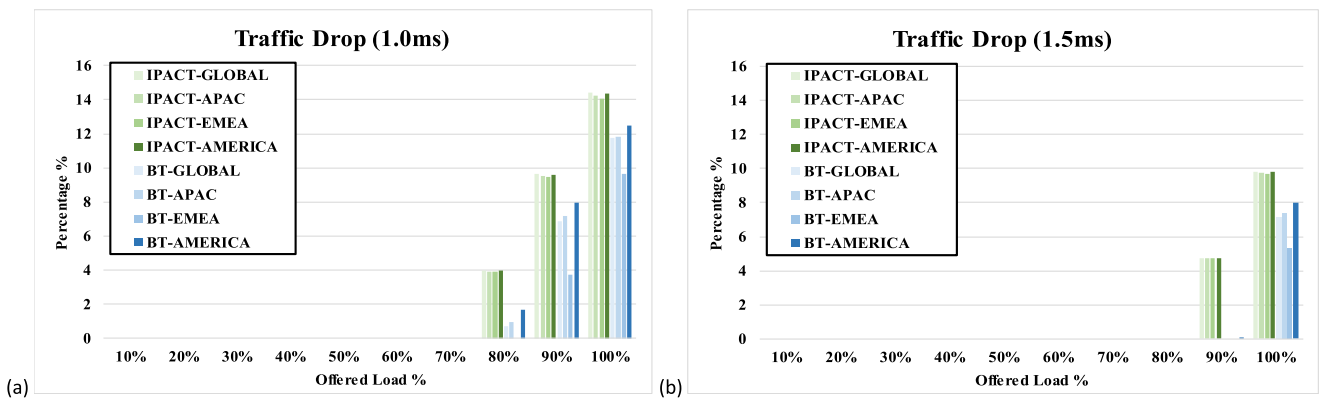 Traffic Drop (1.0ms)
16
14
12
10
8
6
4
2
0
Percentage %
IPACT-GLOBAL
IPACT-APAC
IPACT-EMEA
IPACT-AMERICA
BT-GLOBAL
BT-APAC
BT-EMEA
BT-AMERICA
10% 20% 30% 40% 50% 60% 70% 80% 90% 100%
Offered Load %
(a)
Traffic Drop (1.5ms)
16
14
12
10
8
6
4
2
0
Percentage %
IPACT-GLOBAL
IPACT-APAC
IPACT-EMEA
IPACT-AMERICA
BT-GLOBAL
BT-APAC
BT-EMEA
BT-AMERICA
10% 20% 30% 40% 50% 60% 70% 80% 90% 100%
Offered Load %
(b)